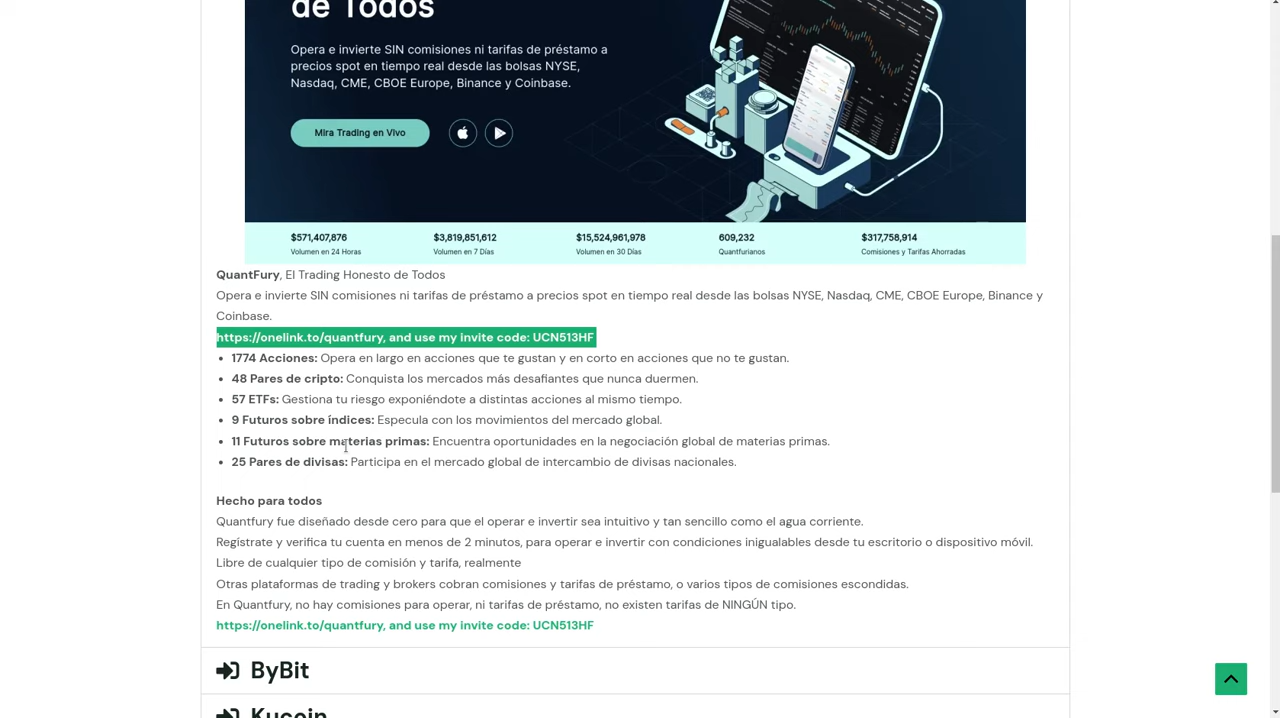 de Todos
Opera e invierte SIN comisiones ni tarifas de préstamo a
precios spot en tiempo real desde las bolsas NYSE,
Nasdaq, CME, CBOE Europe, Binance y Coinbase.
Mira Trading en Vivo
$571,407,876 $3,819,851,612 $15,524,961,978 609,232 $317,758,914
Volumen en 24 Horas Volumen en 7 Días Volumen en 30 Días Quantfurianos Comisiones y Tarifas Ahorradas
QuantFury, El Trading Honesto de Todos
Opera e invierte SIN comisiones ni tarifas de préstamo a precios spot en tiempo real desde las bolsas NYSE, Nasdaq, CME, CBOE Europe, Binance y
Coinbase.
https://onelink.to/quantfury, and use my invite code: UCN513HF
• 1774 Acciones: Opera en largo en acciones que te gustan y en corto en acciones que no te gustan.
• 48 Pares de cripto: Conquista los mercados más desafiantes que nunca duermen.
• 57 ETFs: Gestiona tu riesgo exponiéndote a distintas acciones al mismo tiempo.
• 9 Futuros sobre índices: Especula con los movimientos del mercado global.
• 11 Futuros sobre materias primas: Encuentra oportunidades en la negociación global de materias primas.
• 25 Pares de divisas: Participa en el mercado global de intercambio de divisas nacionales.
Hecho para todos
Quantfury fue diseñado desde cero para que el operar e invertir sea intuitivo y tan sencillo como el agua corriente.
Regístrate y verifica tu cuenta en menos de 2 minutos, para operar e invertir con condiciones inigualables desde tu escritorio o dispositivo móvil.
Libre de cualquier tipo de comisión y tarifa, realmente
Otras plataformas de trading y brokers cobran comisiones y tarifas de préstamo, o varios tipos de comisiones escondidas.
En Quantfury, no hay comisiones para operar, ni tarifas de préstamo, no existen tarifas de NINGÚN tipo.
https://onelink.to/quantfury, and use my invite code: UCN513HF
ByBit
Kucoin